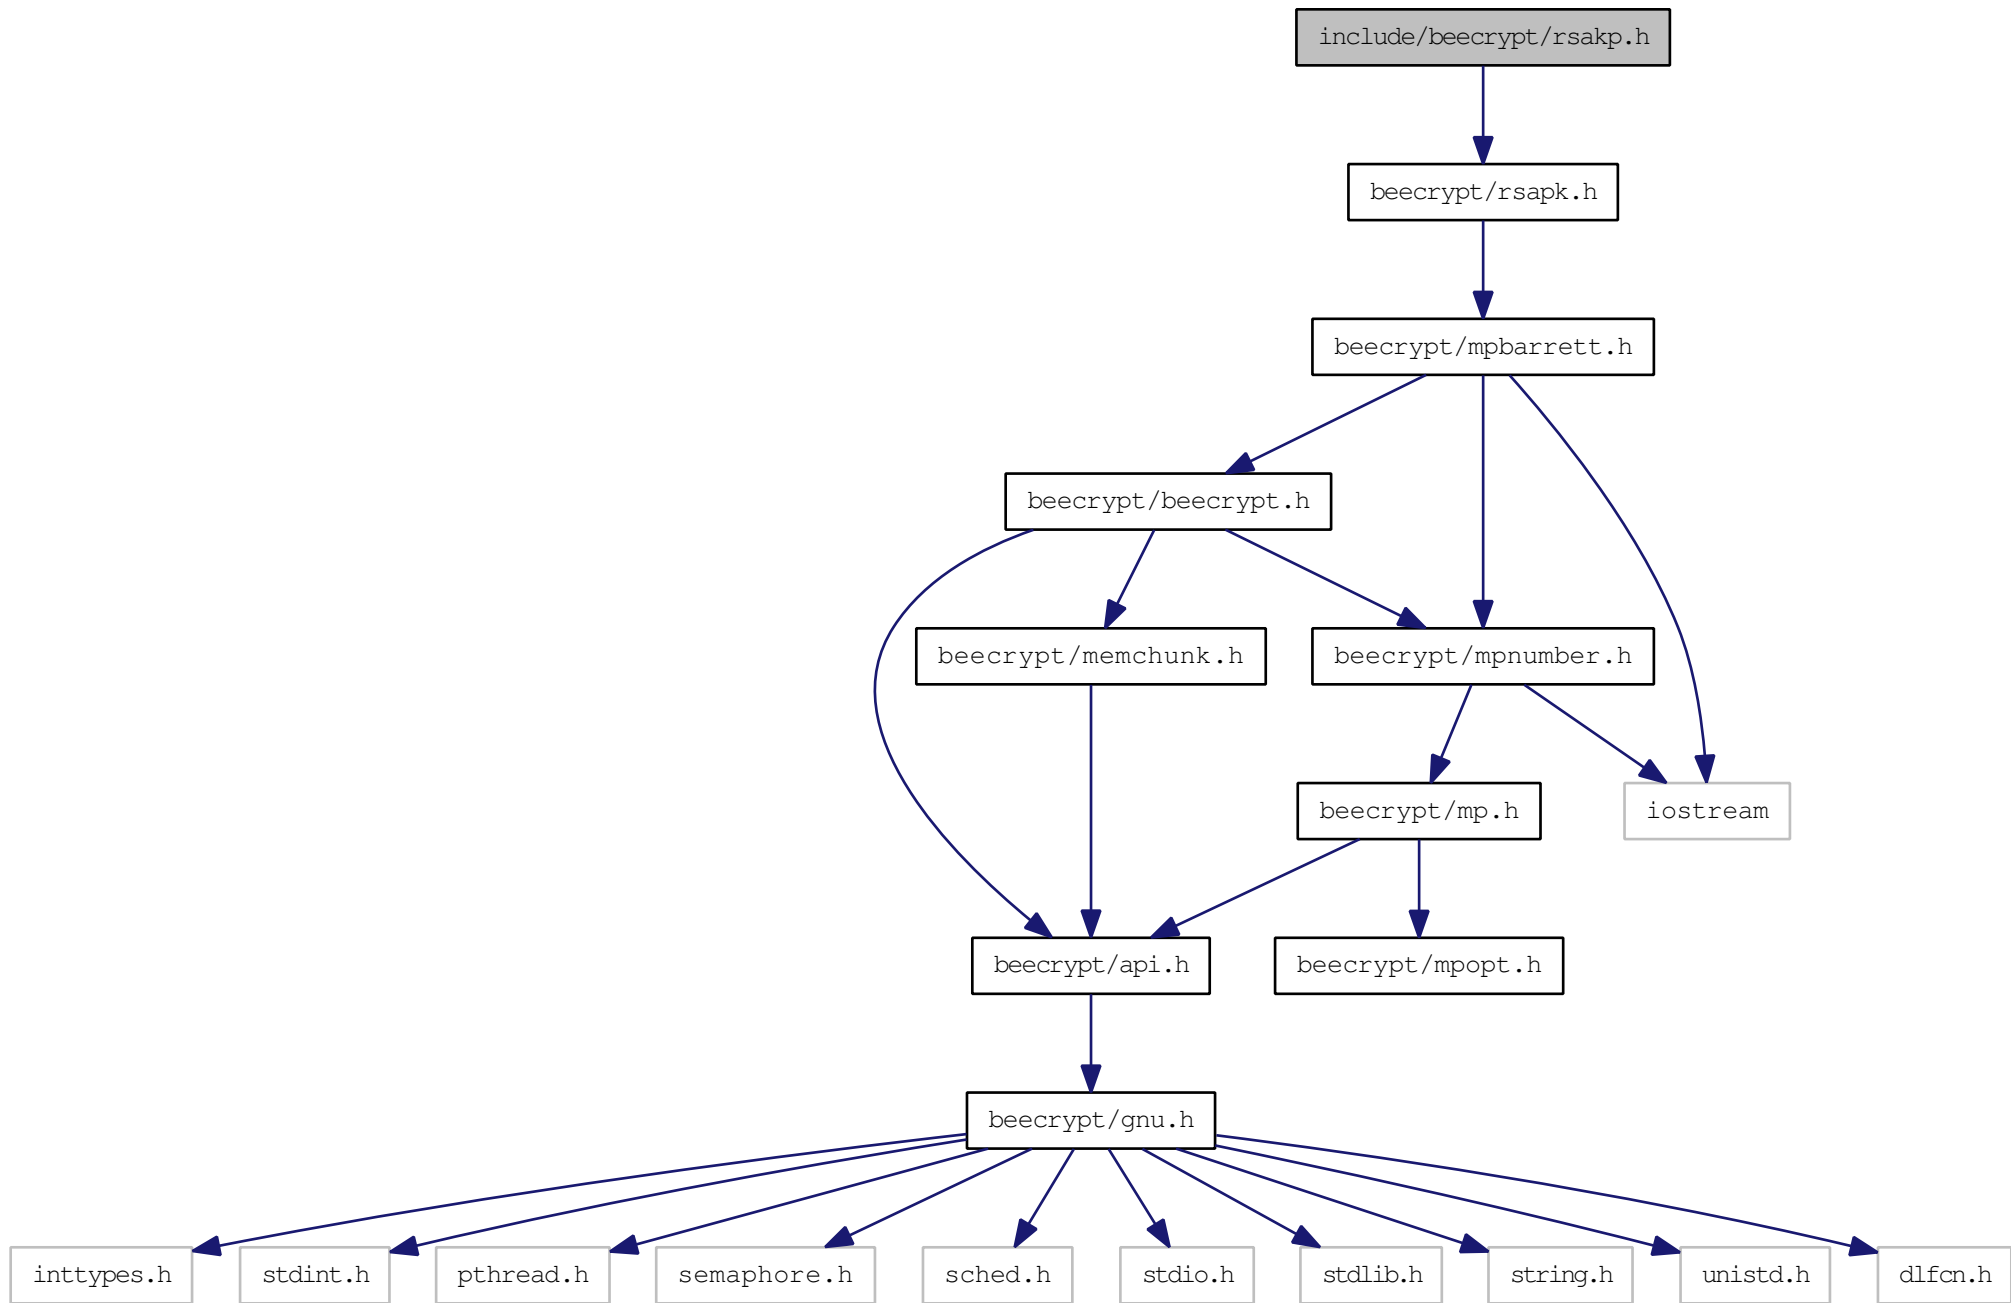 include/beecrypt/rsakp.h
beecrypt/rsapk.h
beecrypt/mpbarrett.h
beecrypt/beecrypt.h
beecrypt/memchunk.h
beecrypt/mpnumber.h
beecrypt/mp.h
iostream
beecrypt/api.h
beecrypt/mpopt.h
beecrypt/gnu.h
inttypes.h
stdint.h
pthread.h
semaphore.h
sched.h
stdio.h
stdlib.h
string.h
unistd.h
dlfcn.h